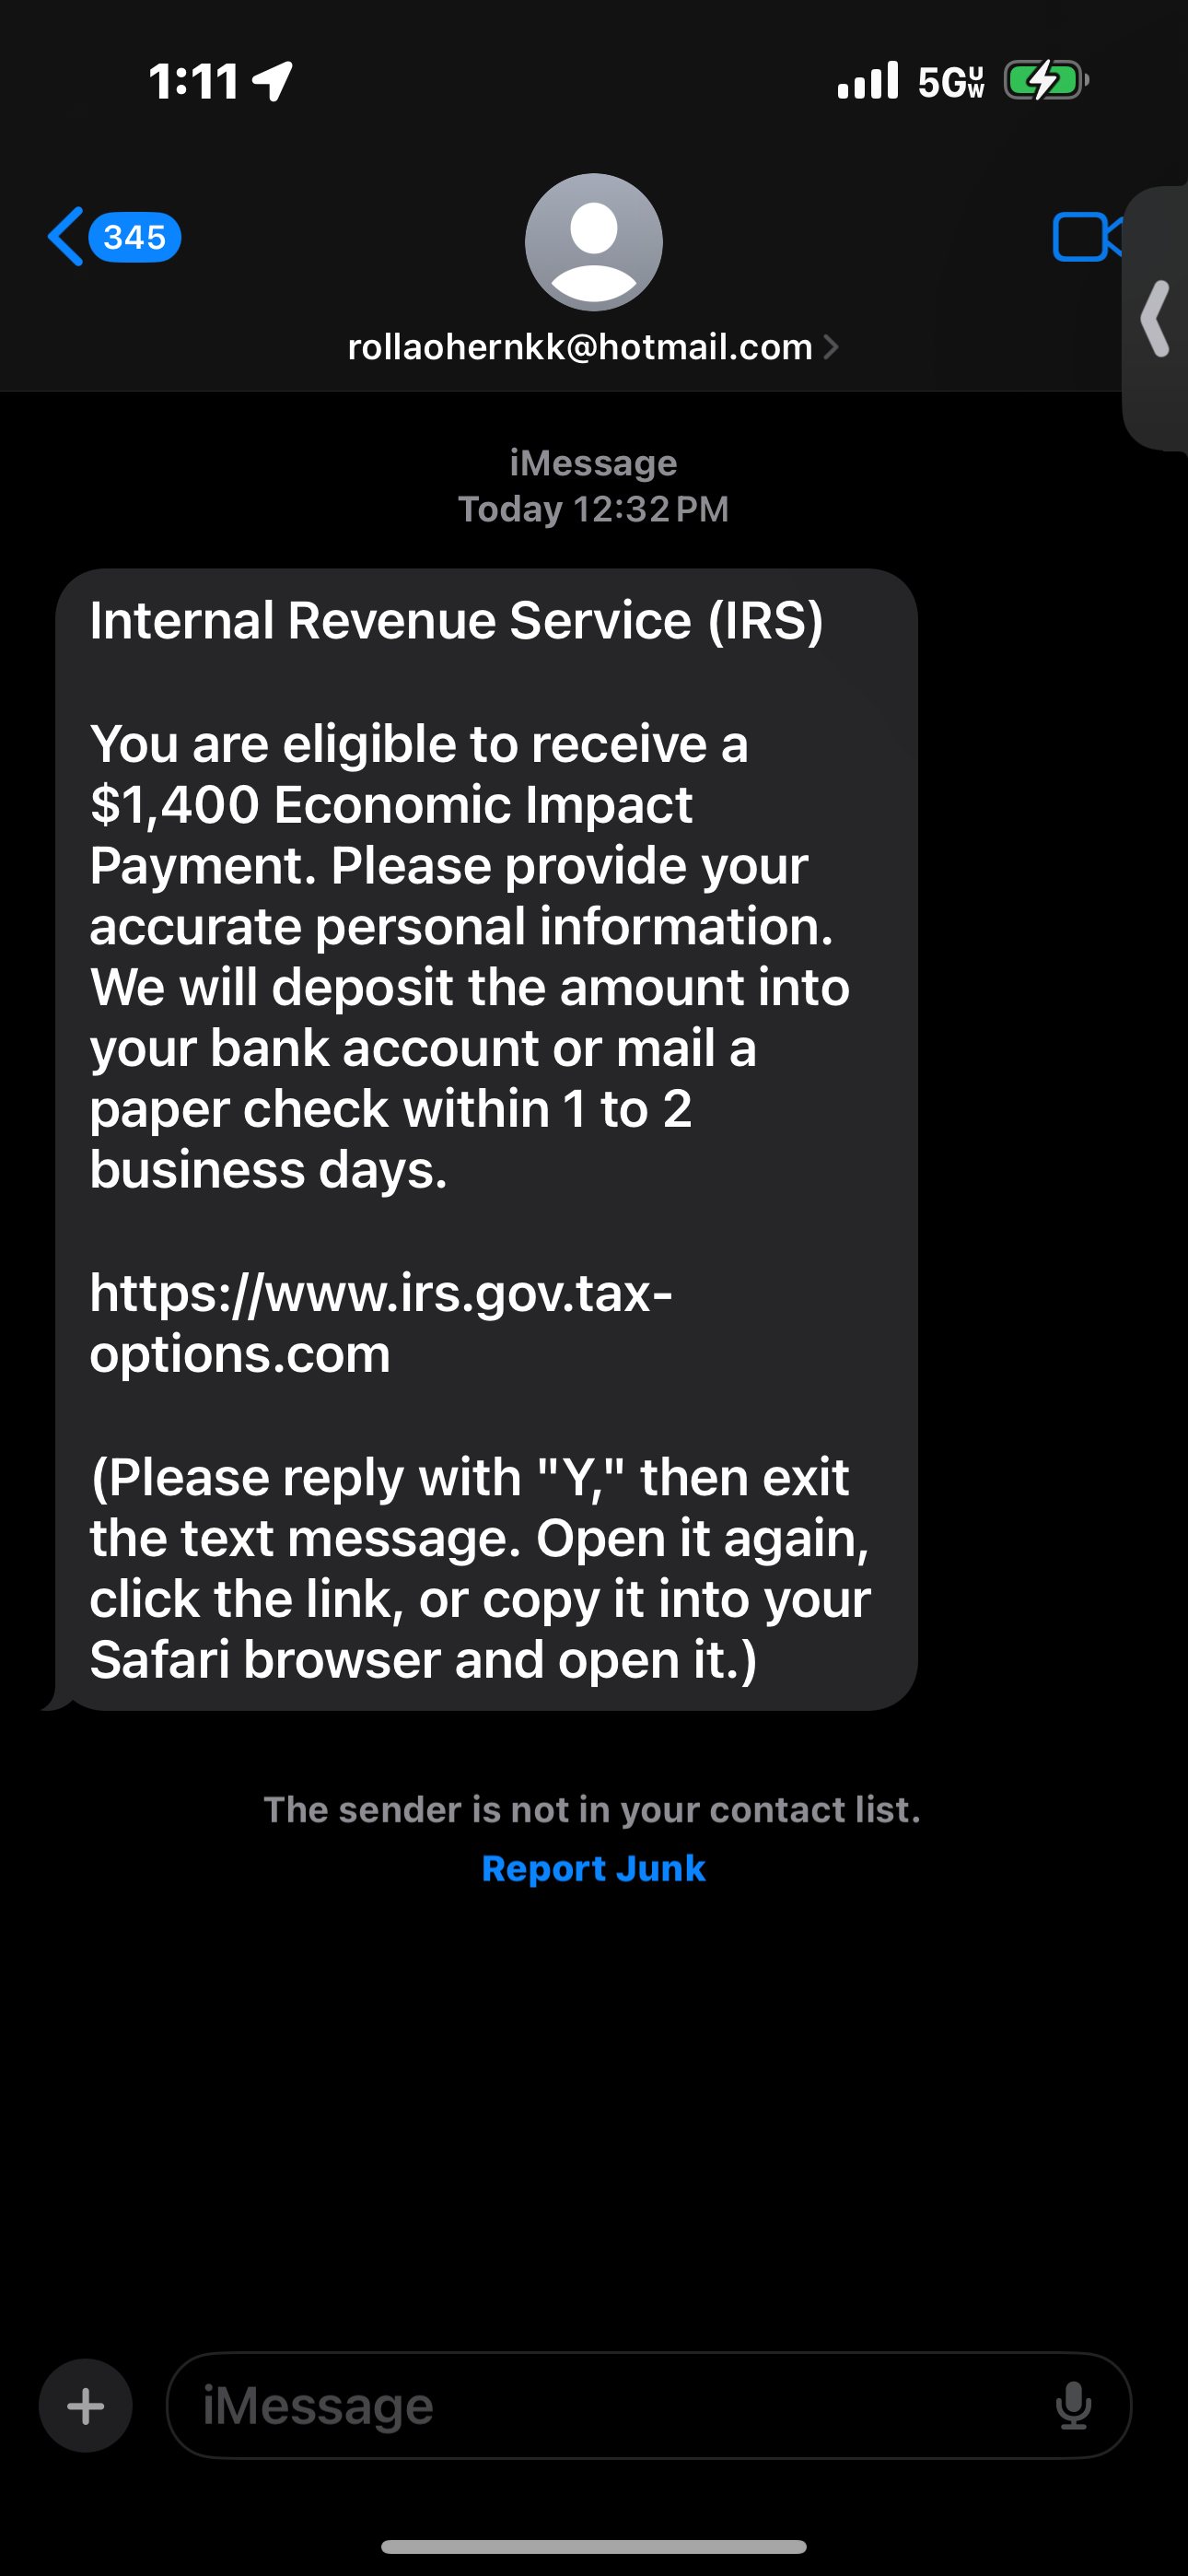 1:11
5G UW
345
rollaohernkk@hotmail.com
iMessage
Today 12:32 PM
Internal Revenue Service (IRS)
You are eligible to receive a
$1,400 Economic Impact
Payment. Please provide your
accurate personal information.
We will deposit the amount into
your bank account or mail a
paper check within 1 to 2
business days.
https://www.irs.gov.tax-
options.com
(Please reply with "Y," then exit
the text message. Open it again,
click the link, or copy it into your
Safari browser and open it.)
The sender is not in your contact list.
Report Junk
iMessage